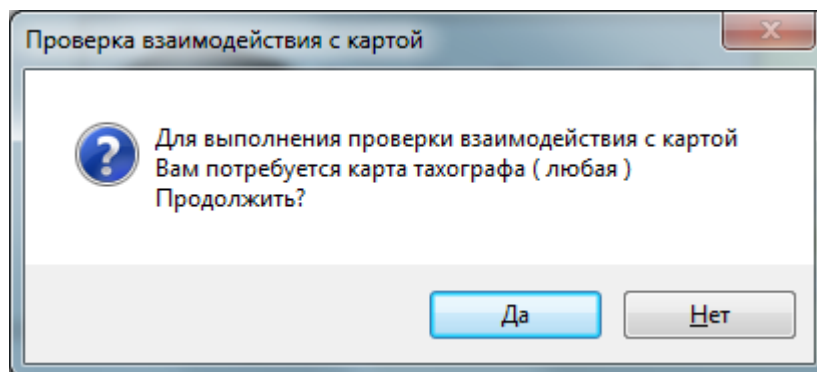 Проверка взаимодействия с картой
Для выполнения проверки взаимодействия с картой
Вам потребуется карта тахографа ( любая )
Продолжить?
Да
Нет